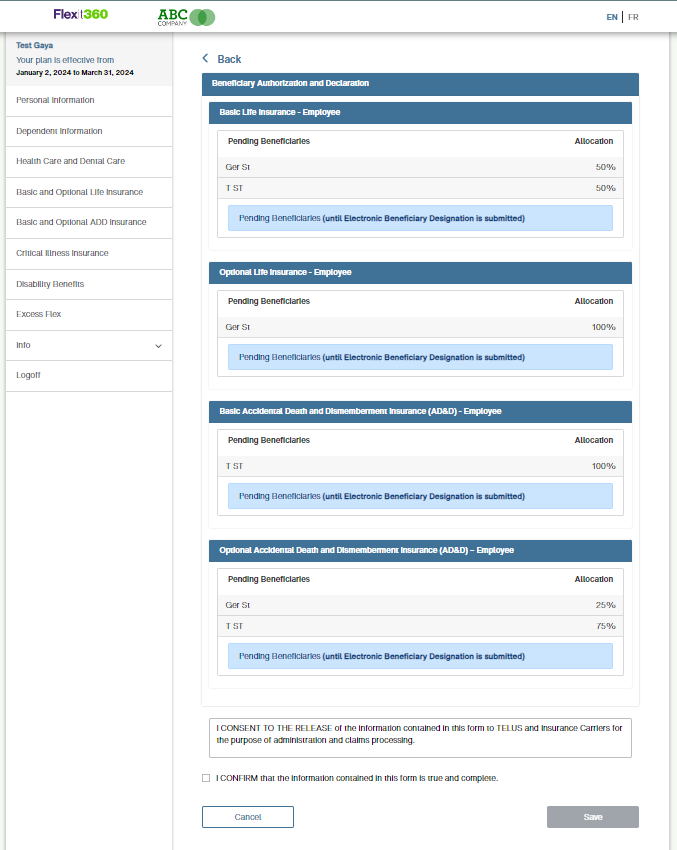 Flexit360
ABC
COMPANY
EN | FR
Test Gaya
Your plan is effective from
January 2, 2024 to March 31, 2024
Personal Information
Dependent Information
Health Care and Dental Care
Basic and Optional Life Insurance
Basic and Optional ADD Insurance
Critical Illness Insurance
Disability Benefits
Excess Flex
Info
Logoff
Back
Beneficiary Authorization and Declaration
Basic Life Insurance - Employee
Pending Beneficiaries Allocation
Ger St 50%
T ST 50%
Pending Beneficiaries (until Electronic Beneficiary Designation is submitted)
Optional Life Insurance - Employee
Pending Beneficiaries Allocation
Ger St 100%
Pending Beneficiaries (until Electronic Beneficiary Designation is submitted)
Basic Accidental Death and Dismemberment Insurance (AD&D) - Employee
Pending Beneficiaries Allocation
T ST 100%
Pending Beneficiaries (until Electronic Beneficiary Designation is submitted)
Optional Accidental Death and Dismemberment Insurance (AD&D) – Employee
Pending Beneficiaries Allocation
Ger St 25%
T ST 75%
Pending Beneficiaries (until Electronic Beneficiary Designation is submitted)
I CONSENT TO THE RELEASE of the information contained in this form to TELUS and Insurance Carriers for
the purpose of administration and claims processing.
I CONFIRM that the information contained in this form is true and complete.
Cancel Save